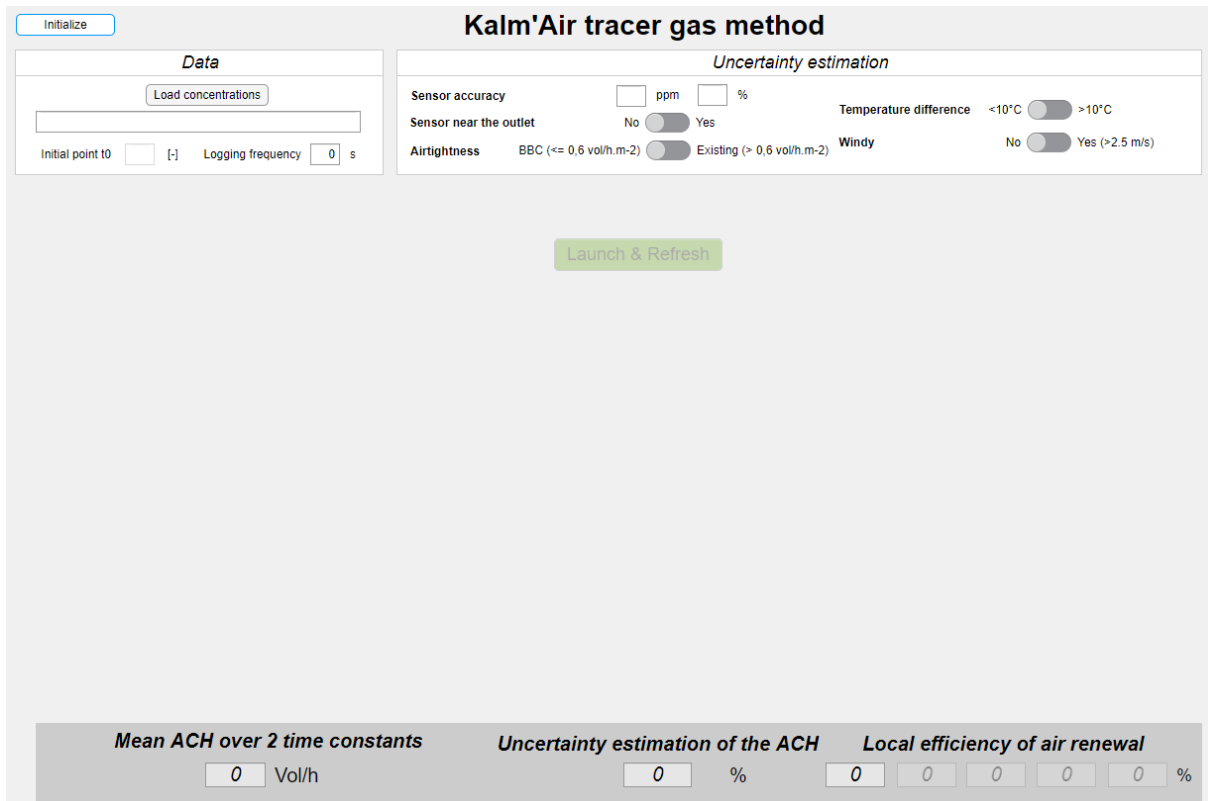 Initialize
Kalm'Air tracer gas method
Data
Load concentrations
Initial point t0 [-] Logging frequency 0 s
Uncertainty estimation
Sensor accuracy ppm %
Sensor near the outlet No Yes
Airtightness BBC (<= 0,6 vol/h.m-2) Existing (> 0,6 vol/h.m-2)
Temperature difference <10°C >10°C
Windy No Yes (>2.5 m/s)
Launch & Refresh
Mean ACH over 2 time constants
0 Vol/h
Uncertainty estimation of the ACH
0 %
Local efficiency of air renewal
0 0 0 0 0 %